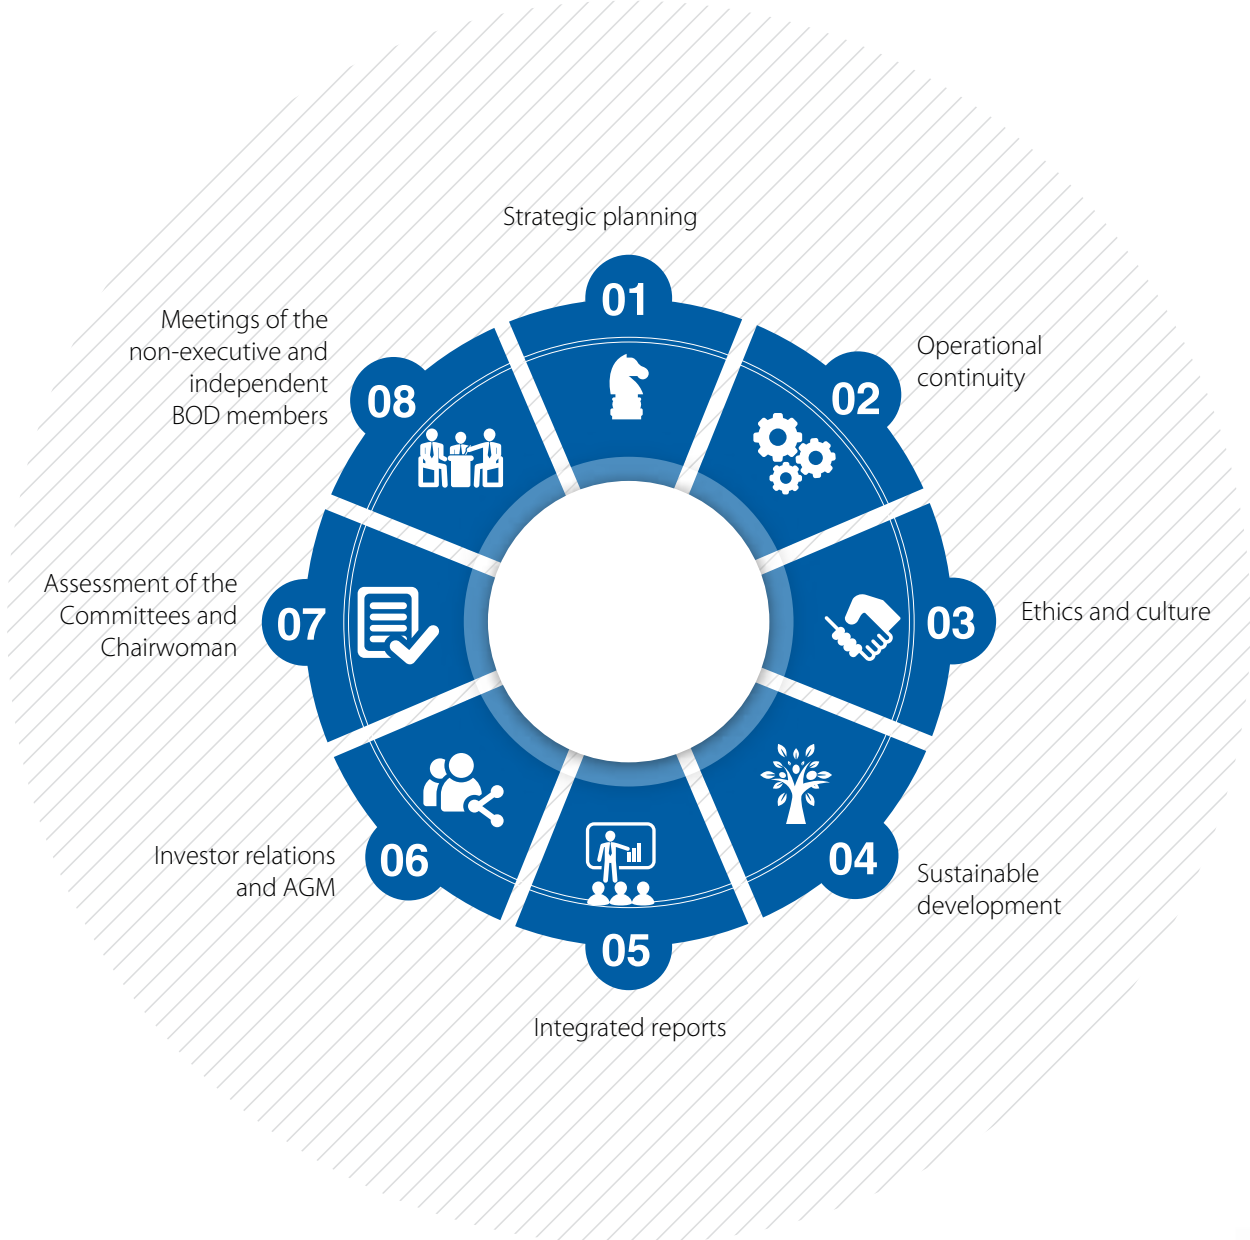 Strategic planning
01
Operational
continuity
02
Ethics and culture
03
Sustainable
development
04
Integrated reports
05
Investor relations
and AGM
06
Assessment of the
Committees and
Chairwoman
07
Meetings of the
non-executive and
independent
BOD members
08